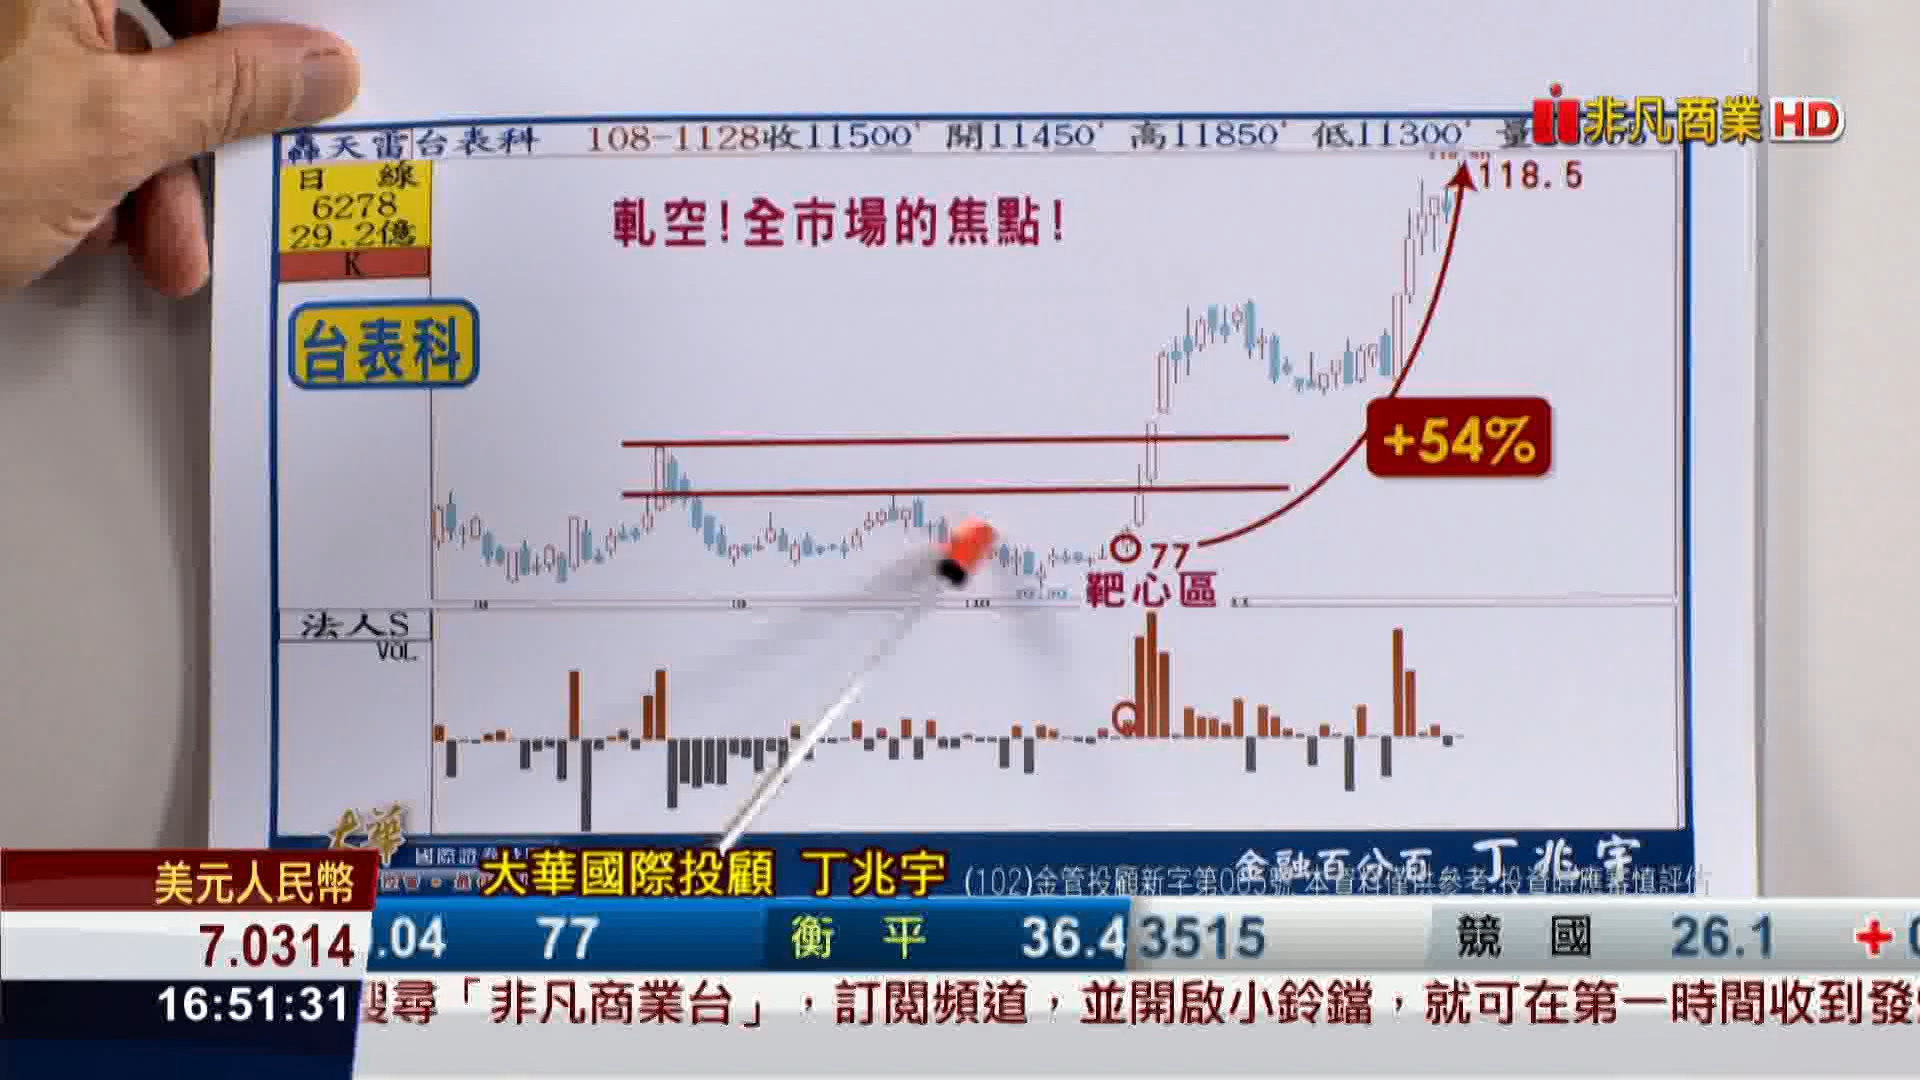 非凡商業HD
轟天雷台表科 108-1128收11500' 開11450' 高11850' 低11300' 量
日線
6278
29.2億
K
118.5
軋空!全市場的焦點!
台表科
+54%
77
靶心區
法人S
VOL
大華
金融百分百 丁兆宇
大華國際投顧 丁兆宇
美元人民幣
7.0314
.04 77 衡平 36.4
3515 競國 26.1
16:51:31
搜尋「非凡商業台」,訂閱頻道,並開啟小鈴鐺,就可在第一時間收到發